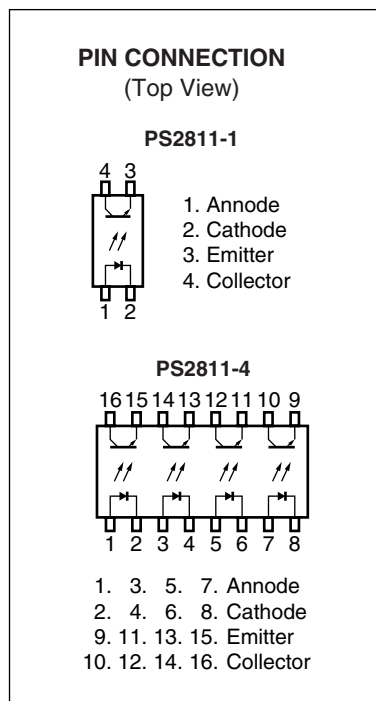 PIN CONNECTION
(Top View)
PS2811-1
4 3
1. Annode
2. Cathode
3. Emitter
4. Collector
1 2
PS2811-4
16 15 14 13 12 11 10 9
1 2 3 4 5 6 7 8
1. 3. 5. 7. Annode
2. 4. 6. 8. Cathode
9. 11. 13. 15. Emitter
10. 12. 14. 16. Collector